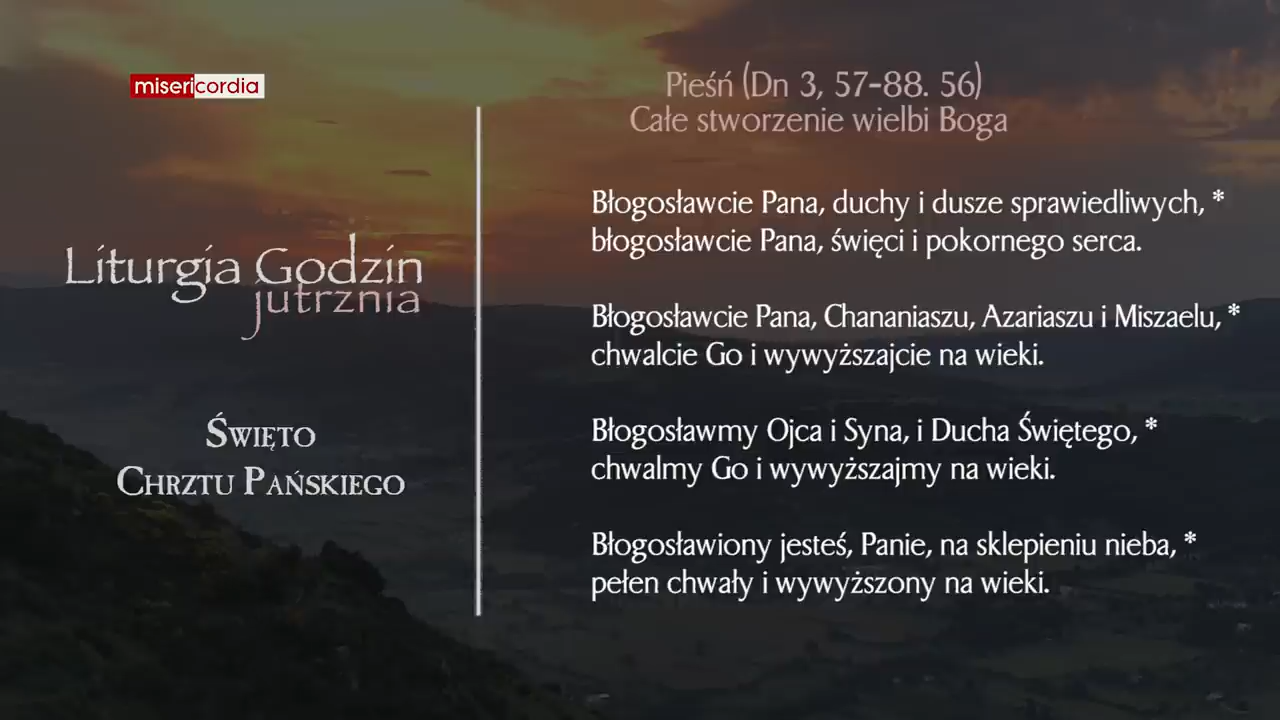 misericordia
Liturgia Godzin
jutrznia
Święto
Chrztu Pańskiego
Pieśń (Dn 3, 57-88. 56)
Całe stworzenie wielbi Boga
Błogosławcie Pana, duchy i dusze sprawiedliwych, *
błogosławcie Pana, święci i pokornego serca.
Błogosławcie Pana, Chananiaszu, Azariaszu i Miszaelu, *
chwalcie Go i wywyższajcie na wieki.
Błogosławmy Ojca i Syna, i Ducha Świętego, *
chwalmy Go i wywyższajmy na wieki.
Błogosławiony jesteś, Panie, na sklepieniu nieba, *
pełen chwały i wywyższony na wieki.